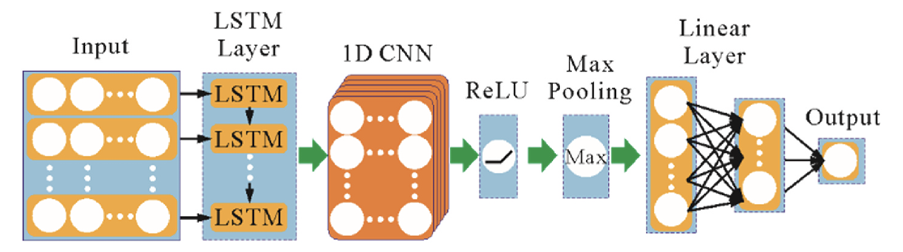 Input
LSTM
Layer
LSTM
LSTM
LSTM
1D CNN
ReLU
Max
Pooling
Max
Linear
Layer
Output